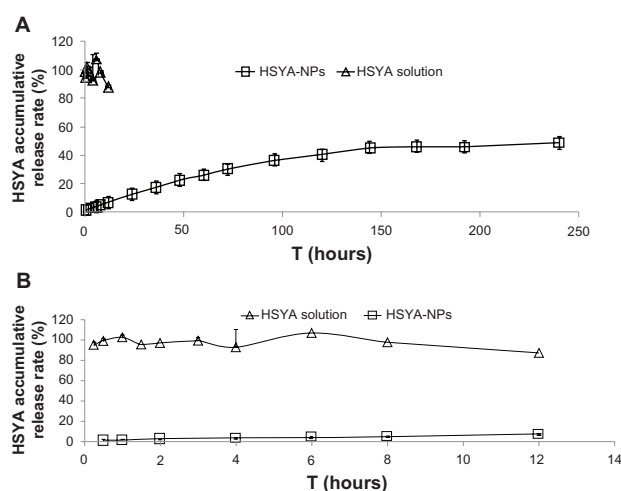 A
HSYA accumulative
release rate (%)
120
100
80
60
40
20
0
HSYA-NPs HSYA solution
0 50 100 150 200 250
T (hours)
B
HSYA accumulative
release rate (%)
120
100
80
60
40
20
0
HSYA solution HSYA-NPs
0 2 4 6 8 10 12 14
T (hours)